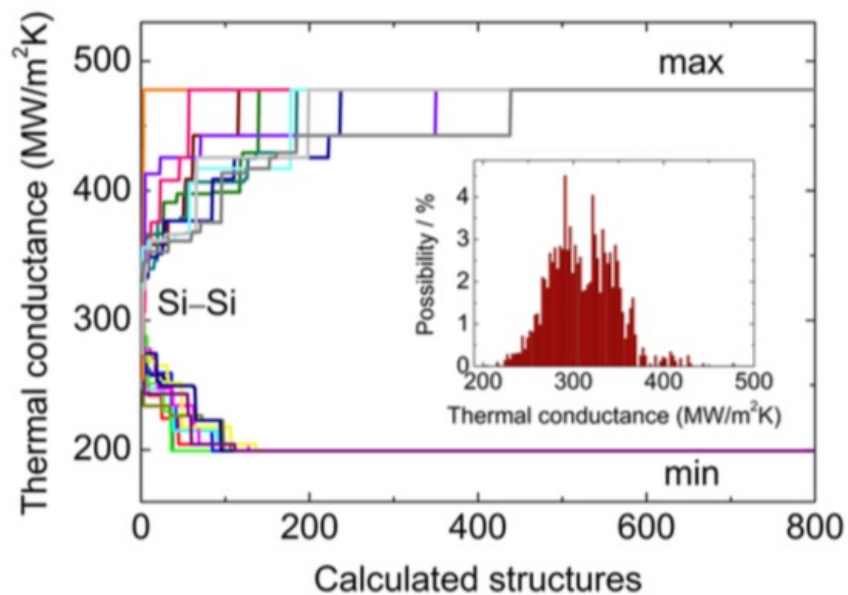 Thermal conductance (MW/m²K)
500
400
300
200
max
Si–Si
min
Possibility / %
4
3
2
1
0
200 300 400 500
Thermal conductance (MW/m²K)
0 200 400 600 800
Calculated structures